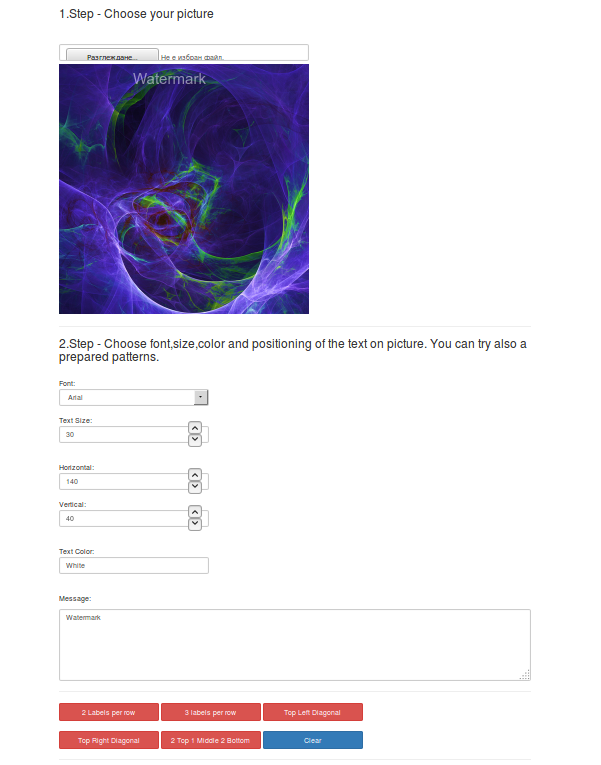 1.Step - Choose your picture
Разглеждане... Не е избран файл.
Watermark
2.Step - Choose font,size,color and positioning of the text on picture. You can try also a
prepared patterns.
Font:
Arial
Text Size:
30
Horizontal:
140
Vertical:
40
Text Color:
White
Message:
Watermark
2 Labels per row 3 labels per row Top Left Diagonal
Top Right Diagonal 2 Top 1 Middle 2 Bottom Clear